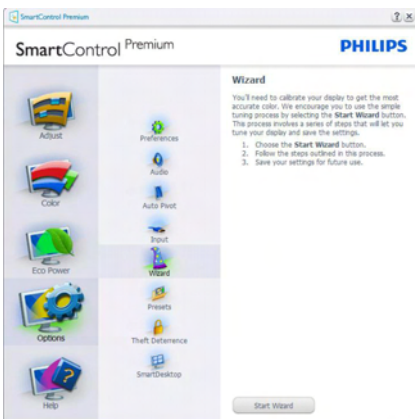 SmartControl Premium
SmartControl Premium
PHILIPS
Adjust
Color
Eco Power
Options
Help
Preferences
Audio
Auto Pivot
Input
Wizard
Presets
Theft Deterrence
SmartDesktop
Wizard
You'll need to calibrate your display to get the most
accurate color. We encourage you to use the simple
tuning process by selecting the Start Wizard button.
This process involves a series of steps that will let you
tune your display and save the settings.
1. Choose the Start Wizard button.
2. Follow the steps outlined in this process.
3. Save your settings for future use.
Start Wizard